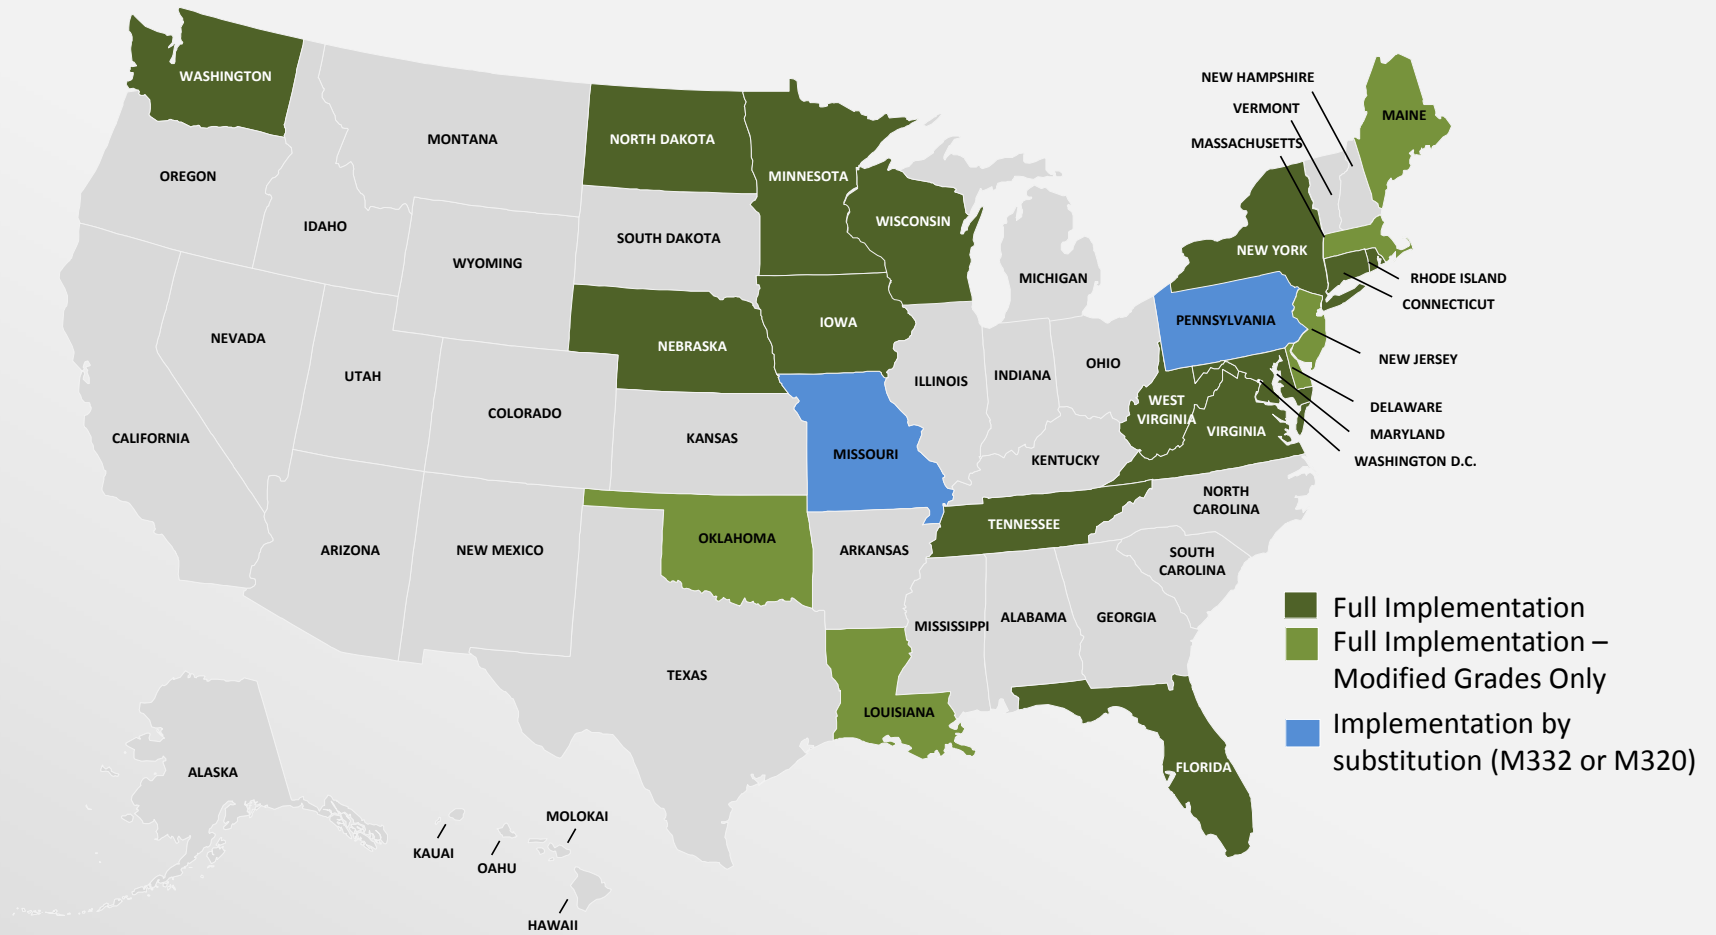 WASHINGTON
OREGON
CALIFORNIA
NEVADA
IDAHO
MONTANA
WYOMING
UTAH
COLORADO
ARIZONA
NEW MEXICO
NORTH DAKOTA
SOUTH DAKOTA
NEBRASKA
KANSAS
OKLAHOMA
TEXAS
MINNESOTA
IOWA
MISSOURI
ARKANSAS
LOUISIANA
WISCONSIN
ILLINOIS
MICHIGAN
INDIANA
OHIO
KENTUCKY
TENNESSEE
MISSISSIPPI
ALABAMA
GEORGIA
FLORIDA
SOUTH
CAROLINA
NORTH
CAROLINA
VIRGINIA
WEST
VIRGINIA
PENNSYLVANIA
NEW YORK
NEW HAMPSHIRE
VERMONT
MASSACHUSETTS
MAINE
RHODE ISLAND
CONNECTICUT
NEW JERSEY
DELAWARE
MARYLAND
WASHINGTON D.C.
ALASKA
KAUAI
OAHU
MOLOKAI
HAWAII
Full Implementation
Full Implementation –
Modified Grades Only
Implementation by
substitution (M332 or M320)